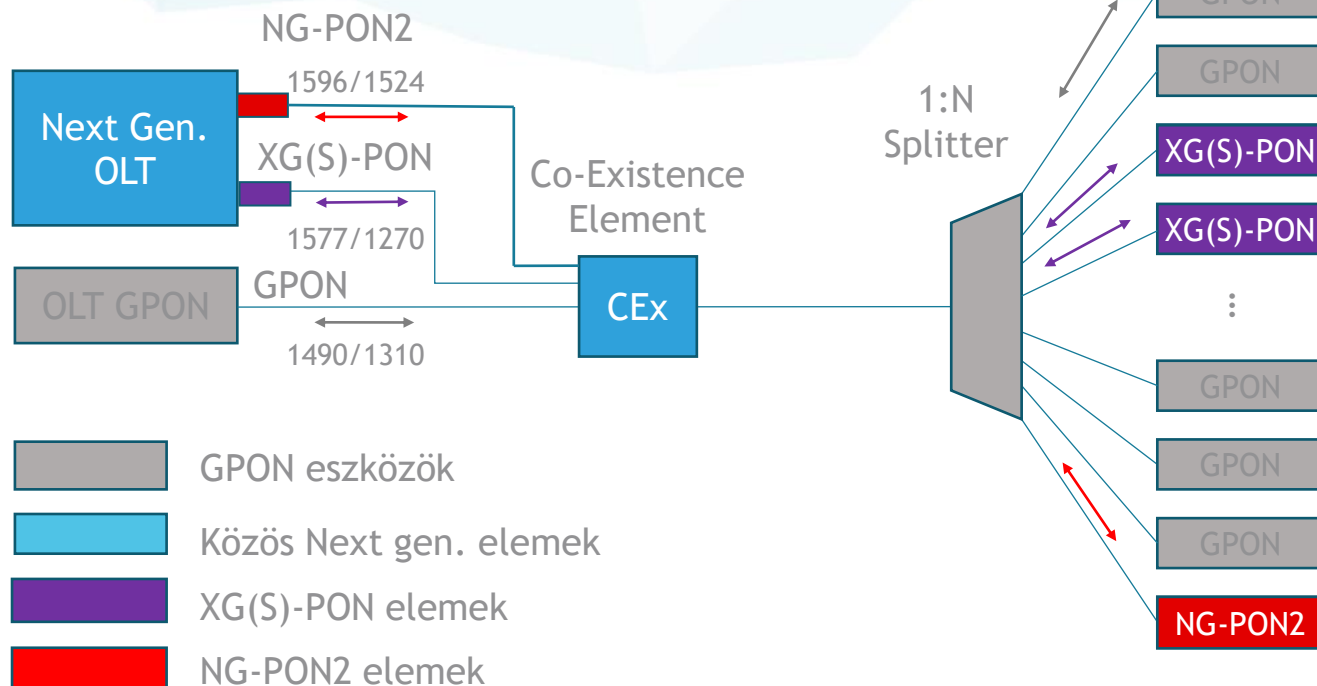 NG-PON2
1596/1524
Next Gen.
OLT
XG(S)-PON
1577/1270
OLT GPON
GPON
1490/1310
Co-Existence
Element
CEx
1:N
Splitter
GPON
GPON
XG(S)-PON
XG(S)-PON
...
GPON
GPON
GPON
NG-PON2
GPON eszközök
Közös Next gen. elemek
XG(S)-PON elemek
NG-PON2 elemek